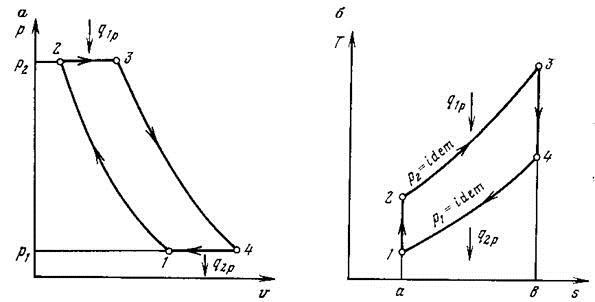 а
p
q1p
2
3
p2
p1
1
4
q2p
v
б
T
3
q1p
p2=idem
4
2
p1=idem
1
q2p
a
в
s